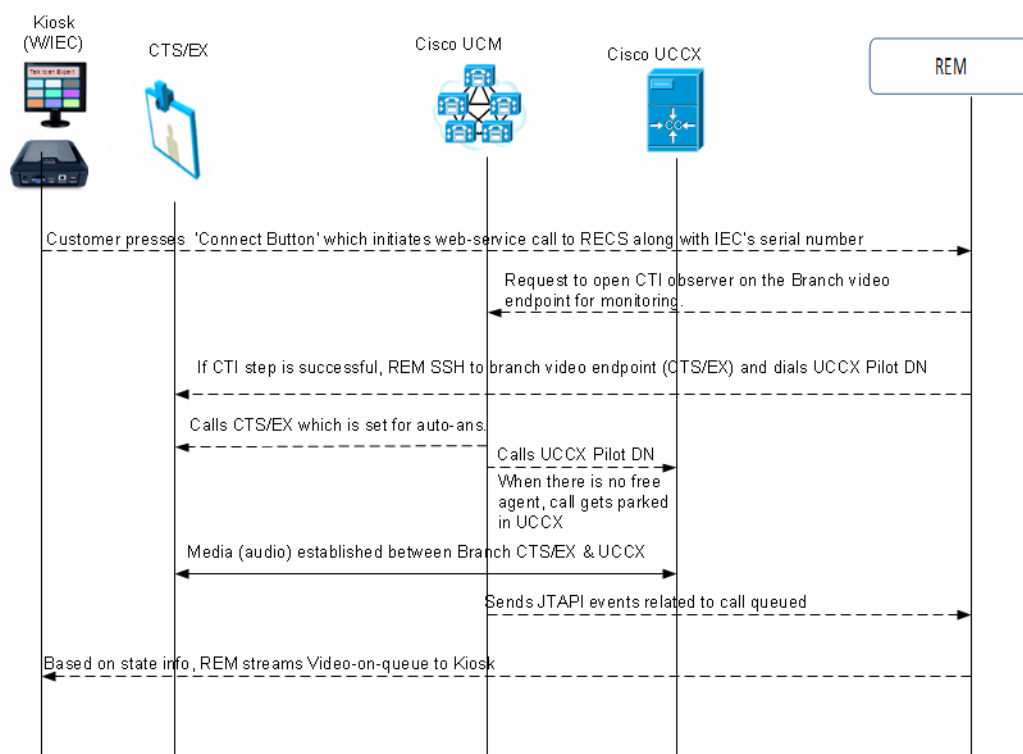 Kiosk
(W/IEC)
CTS/EX
Cisco UCM
Cisco UCCX
REM
CC
Customer presses 'Connect Button' which initiates web-service call to RECS along with IEC's serial number
Request to open CTI observer on the Branch video
endpoint for monitoring.
If CTI step is successful, REM SSH to branch video endpoint (CTS/EX) and dials UCCX Pilot DN
Calls CTS/EX which is set for auto-ans.
Calls UCCX Pilot DN
When there is no free
agent, call gets parked
in UCCX
Media (audio) established between Branch CTS/EX & UCCX
Sends JTAPI events related to call queued
Based on state info, REM streams Video-on-queue to Kiosk